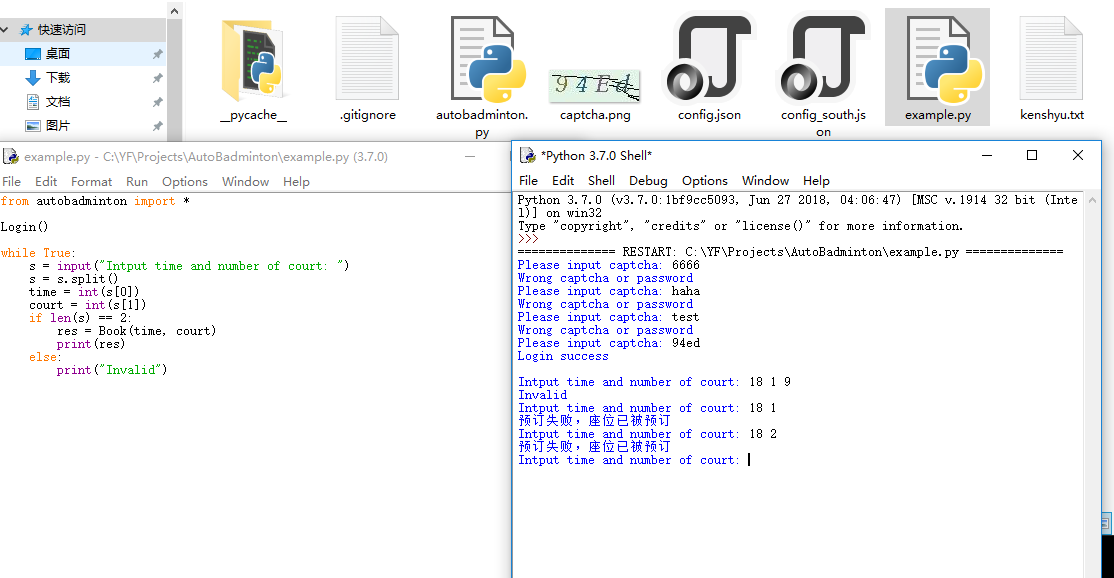 快速访问
桌面
下载
文档
图片
__pycache__
.gitignore
autobadminton.
py
captcha.png
config.json
config_south.js
on
example.py
kenshyu.txt
94Ed
example.py - C:\YF\Projects\AutoBadminton\example.py (3.7.0)
File Edit Format Run Options Window Help
from autobadminton import *
Login()
while True:
s = input("Intput time and number of court: ")
s = s.split()
time = int(s[0])
court = int(s[1])
if len(s) == 2:
res = Book(time, court)
print(res)
else:
print("Invalid")
*Python 3.7.0 Shell*
File Edit Shell Debug Options Window Help
Python 3.7.0 (v3.7.0:1bf9cc5093, Jun 27 2018, 04:06:47) [MSC v.1914 32 bit (Inte
l)] on win32
Type "copyright", "credits" or "license()" for more information.
>>>
============= RESTART: C:\YF\Projects\AutoBadminton\example.py =============
Please input captcha: 6666
Wrong captcha or password
Please input captcha: haha
Wrong captcha or password
Please input captcha: test
Wrong captcha or password
Please input captcha: 94ed
Login success
Intput time and number of court: 18 1 9
Invalid
Intput time and number of court: 18 1
预订失败，座位已被预订
Intput time and number of court: 18 2
预订失败，座位已被预订
Intput time and number of court: